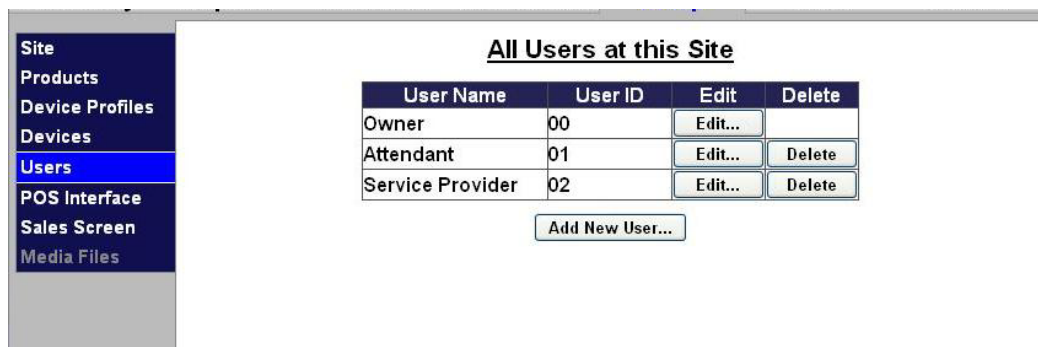 Site
Products
Device Profiles
Devices
Users
POS Interface
Sales Screen
Media Files
All Users at this Site
User Name User ID Edit Delete
Owner 00 Edit...
Attendant 01 Edit... Delete
Service Provider 02 Edit... Delete
Add New User...